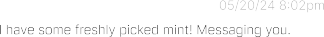 05/20/24 8:02pm
I have some freshly picked mint! Messaging you.